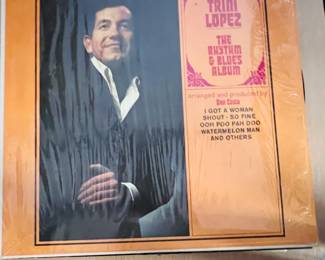 TRINI
LOPEZ
THE
RHYTHM
& BLUES
ALBUM
arranged and produced by
Don Costa
I GOT A WOMAN
SHOUT - SO FINE
OOH POO PAH DOO
WATERMELON MAN
AND OTHERS